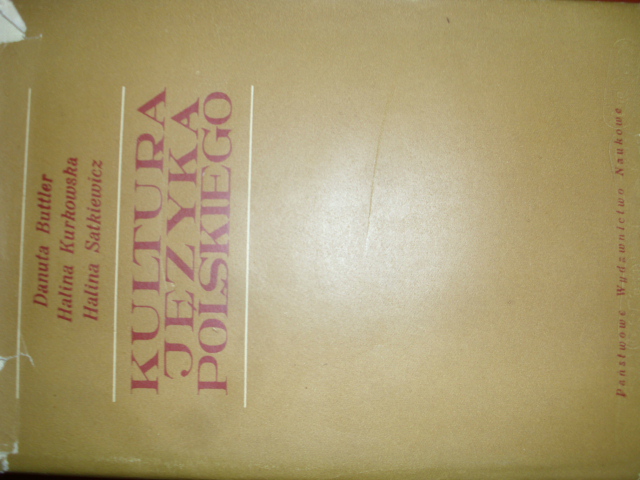 Danuta Buttler
Halina Kurkowska
Halina Satkiewicz
KULTURA
JĘZYKA
POLSKIEGO
Państwowe Wydawnictwo Naukowe